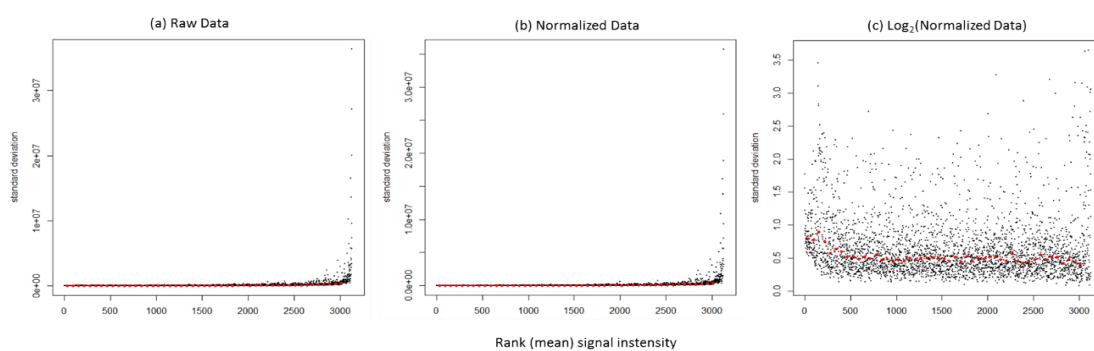 (a) Raw Data
(b) Normalized Data
(c) Log₂(Normalized Data)
standard deviation
0e+00
1e+07
2e+07
3e+07
0 500 1000 1500 2000 2500 3000
standard deviation
0.0e+00
1.0e+07
2.0e+07
3.0e+07
0 500 1000 1500 2000 2500 3000
standard deviation
0.0
0.5
1.0
1.5
2.0
2.5
3.0
3.5
0 500 1000 1500 2000 2500 3000
Rank (mean) signal instensity